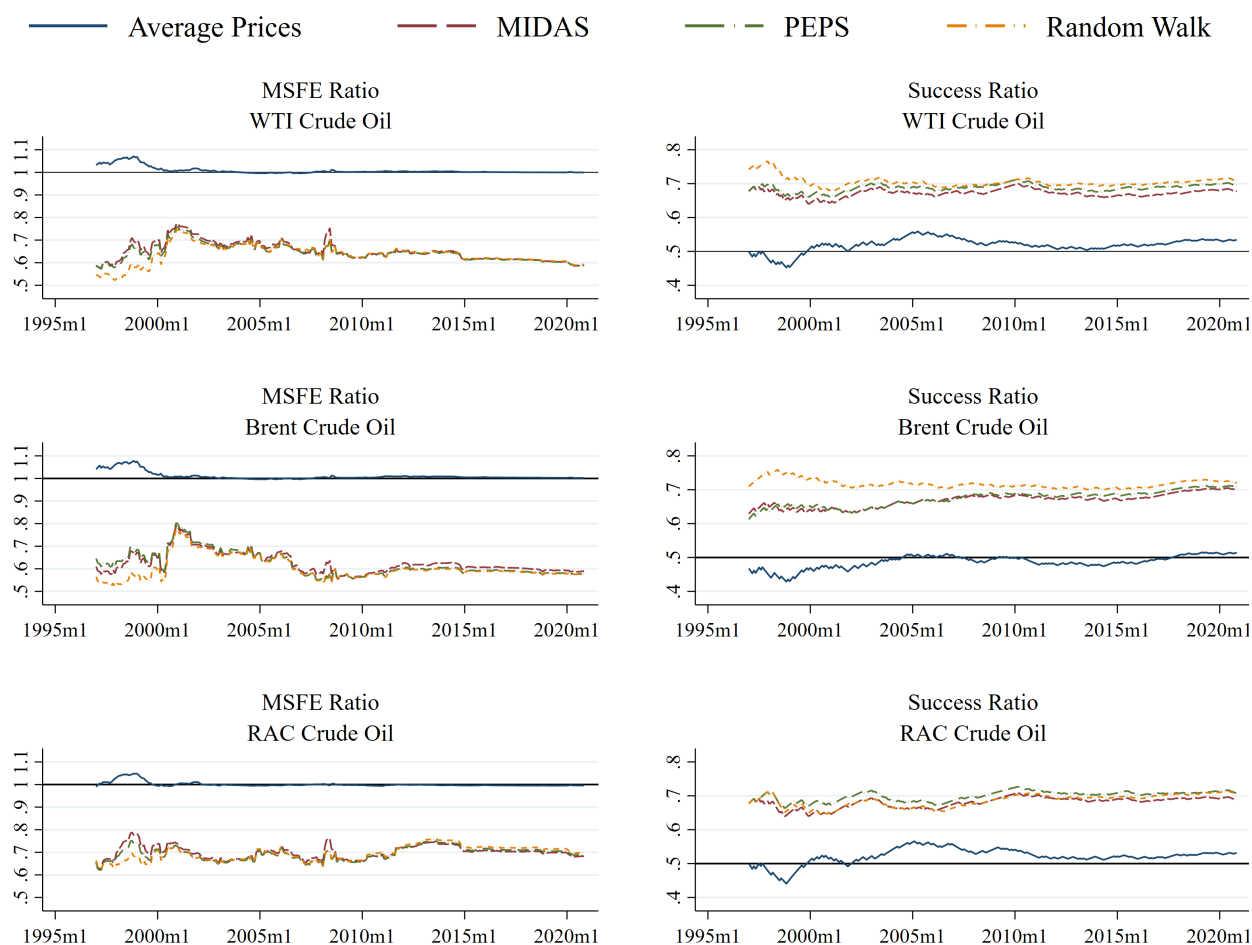 Average Prices MIDAS PEPS Random Walk
MSFE Ratio
WTI Crude Oil
1.1
1
.9
.8
.7
.6
.5
1995m1 2000m1 2005m1 2010m1 2015m1 2020m1
Success Ratio
WTI Crude Oil
.8
.7
.6
.5
.4
1995m1 2000m1 2005m1 2010m1 2015m1 2020m1
MSFE Ratio
Brent Crude Oil
1.1
1
.9
.8
.7
.6
.5
1995m1 2000m1 2005m1 2010m1 2015m1 2020m1
Success Ratio
Brent Crude Oil
.8
.7
.6
.5
.4
1995m1 2000m1 2005m1 2010m1 2015m1 2020m1
MSFE Ratio
RAC Crude Oil
1.1
1
.9
.8
.7
.6
.5
1995m1 2000m1 2005m1 2010m1 2015m1 2020m1
Success Ratio
RAC Crude Oil
.8
.7
.6
.5
.4
1995m1 2000m1 2005m1 2010m1 2015m1 2020m1